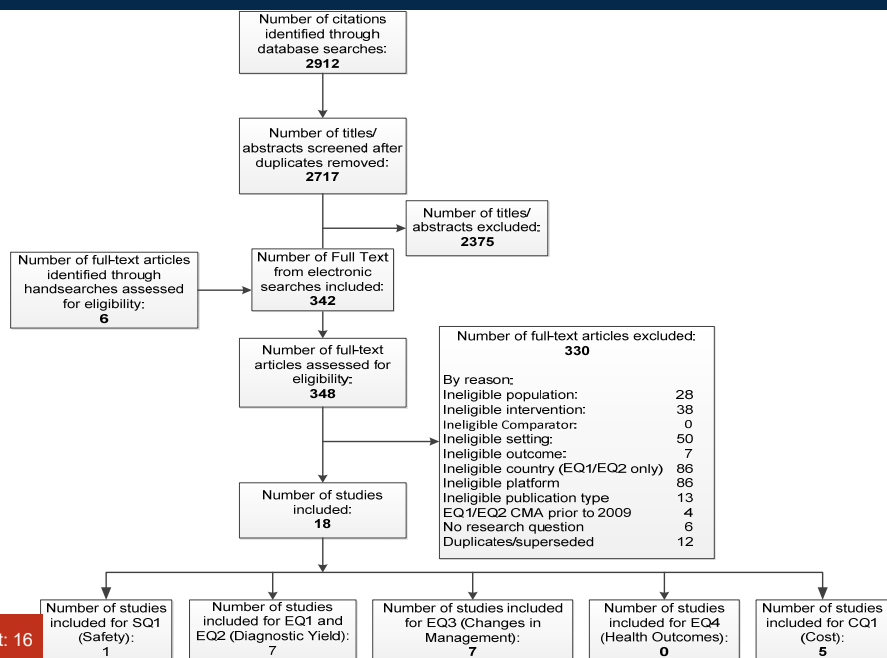 Number of citations
identified through
database searches:
2912
Number of titles/
abstracts screened after
duplicates removed:
2717
Number of titles/
abstracts excluded:
2375
Number of full-text articles
identified through
handsearches assessed
for eligibility:
6
Number of Full Text
from electronic
searches included:
342
Number of full-text
articles assessed for
eligibility:
348
Number of full-text articles excluded:
330
By reason:
Ineligible population: 28
Ineligible intervention: 38
Ineligible Comparator: 0
Ineligible setting: 50
Ineligible outcome: 7
Ineligible country (EQ1/EQ2 only) 86
Ineligible platform 86
Ineligible publication type 13
EQ1/EQ2 CMA prior to 2009 4
No research question 6
Duplicates/superseded 12
Number of studies
included:
18
Number of studies
included for SQ1
(Safety):
1
Number of studies
included for EQ1 and
EQ2 (Diagnostic Yield):
7
Number of studies included
for EQ3 (Changes in
Management):
7
Number of studies
included for EQ4
(Health Outcomes):
0
Number of studies
included for CQ1
(Cost):
5
t: 16